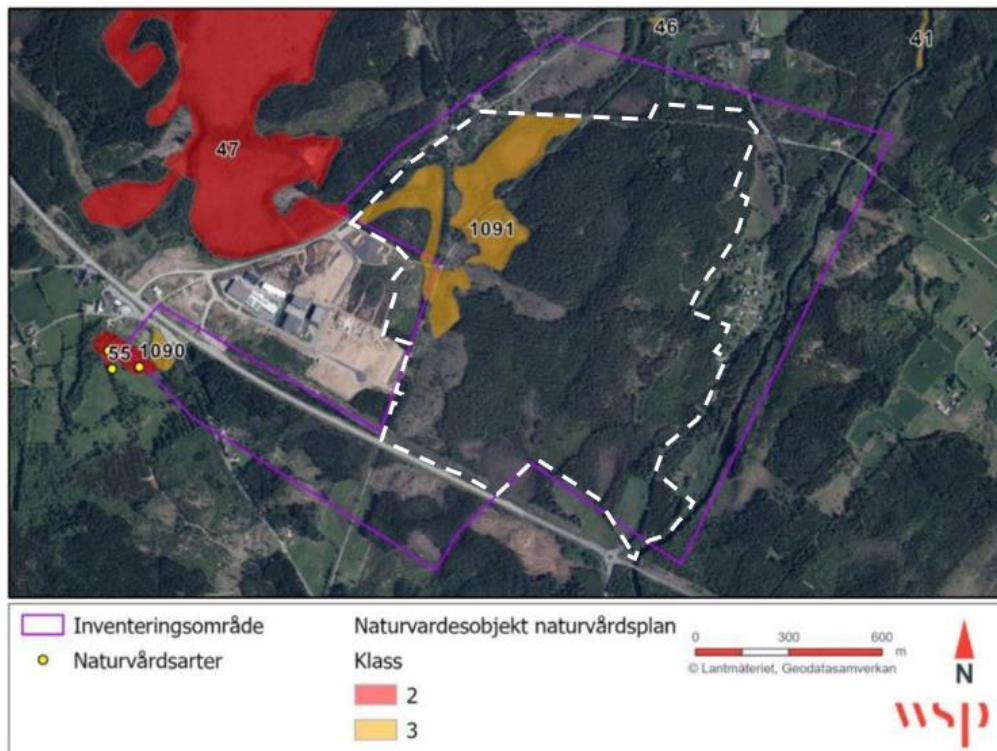 46
41
47
1091
55
1090
Inventeringsområde
Naturvårdsarter
Naturvardesobjekt naturvårdsplan
Klass
2
3
0 300 600
m
© Lantmäteriet, Geodatasamverkan
N
wsp